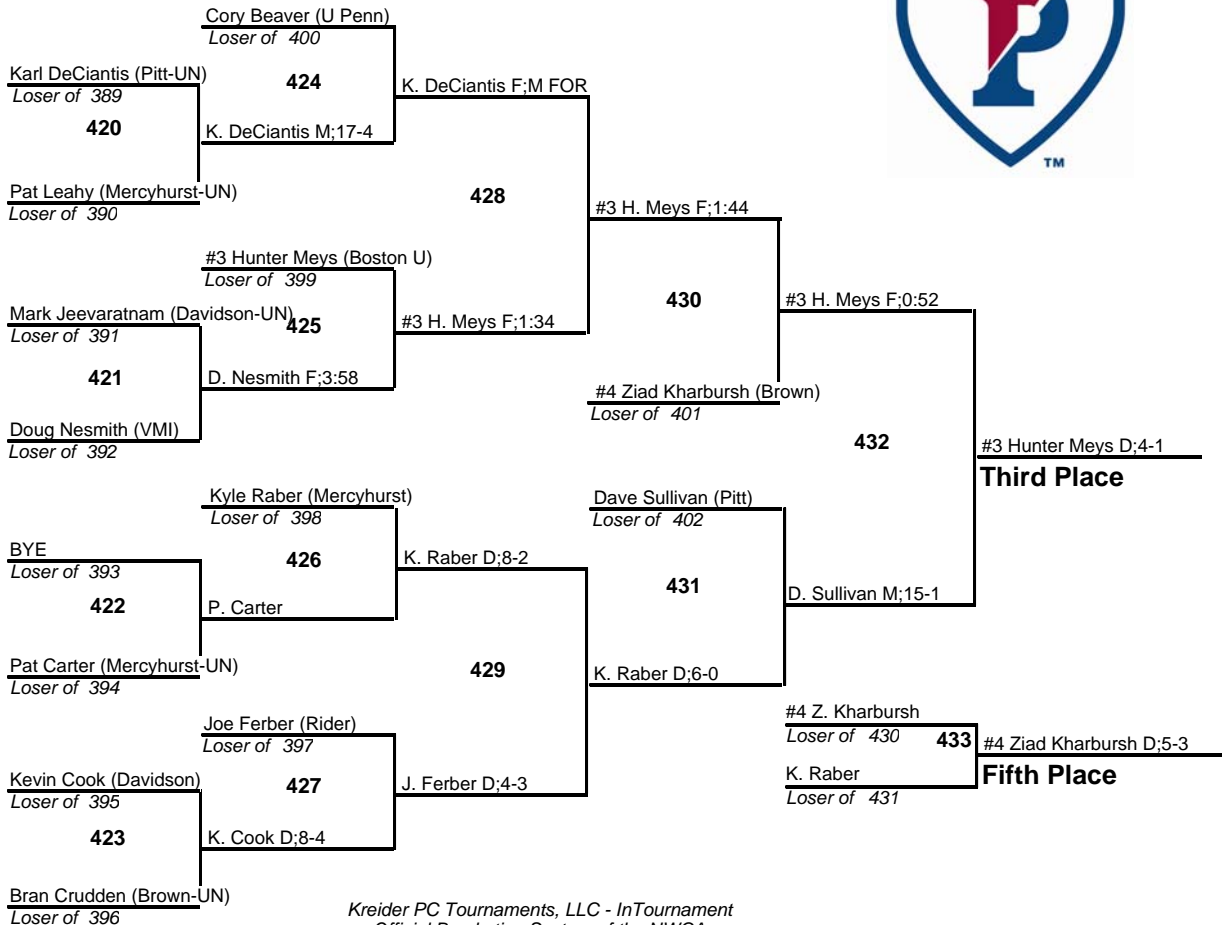 Cory Beaver (U Penn)
Loser of 400
Karl DeCiantis (Pitt-UN)
Loser of 389
424
K. DeCiantis F;M FOR
420
K. DeCiantis M;17-4
Pat Leahy (Mercyhurst-UN)
Loser of 390
428
#3 H. Meys F;1:44
#3 Hunter Meys (Boston U)
Loser of 399
Mark Jeevaratnam (Davidson-UN)
Loser of 391
425
#3 H. Meys F;1:34
430
#3 H. Meys F;0:52
421
D. Nesmith F;3:58
#4 Ziad Kharbursh (Brown)
Loser of 401
Doug Nesmith (VMI)
Loser of 392
432
#3 Hunter Meys D;4-1
Third Place
Kyle Raber (Mercyhurst)
Loser of 398
Dave Sullivan (Pitt)
Loser of 402
BYE
Loser of 393
426
K. Raber D;8-2
422
P. Carter
431
D. Sullivan M;15-1
Pat Carter (Mercyhurst-UN)
Loser of 394
429
K. Raber D;6-0
Joe Ferber (Rider)
Loser of 397
#4 Z. Kharbursh
Loser of 430
433
#4 Ziad Kharbursh D;5-3
Fifth Place
Kevin Cook (Davidson)
Loser of 395
427
J. Ferber D;4-3
K. Raber
Loser of 431
423
K. Cook D;8-4
Bran Crudden (Brown-UN)
Loser of 396
Kreider PC Tournaments, LLC - InTournament
P
TM